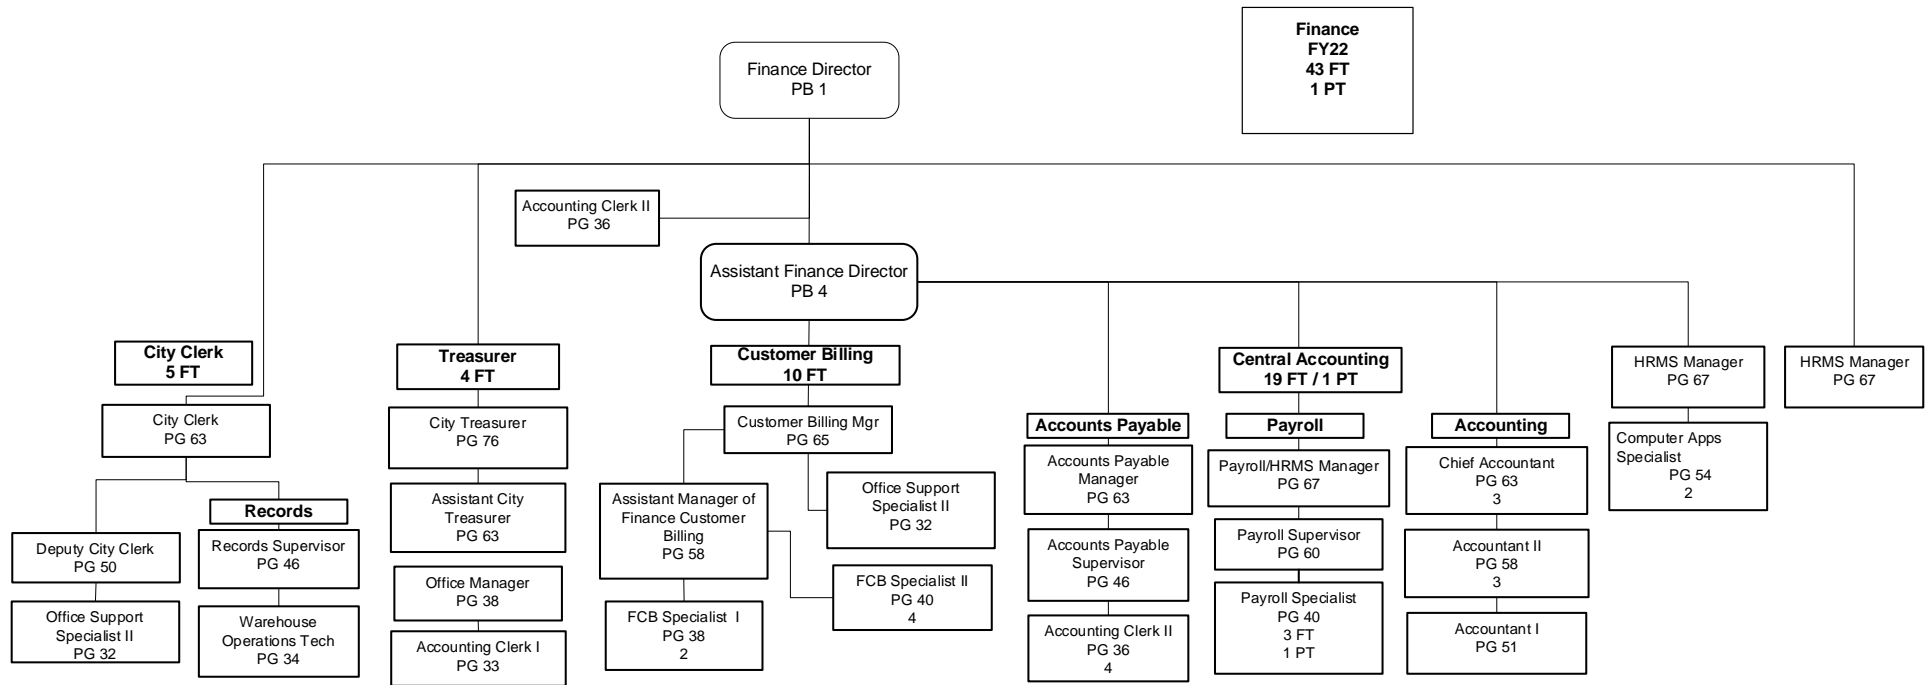 Finance
FY22
43 FT
1 PT
Finance Director
PB 1
Accounting Clerk II
PG 36
Assistant Finance Director
PB 4
City Clerk
5 FT
City Clerk
PG 63
Deputy City Clerk
PG 50
Office Support
Specialist II
PG 32
Records
Records Supervisor
PG 46
Warehouse
Operations Tech
PG 34
Treasurer
4 FT
City Treasurer
PG 76
Assistant City
Treasurer
PG 63
Office Manager
PG 38
Accounting Clerk I
PG 33
Customer Billing
10 FT
Customer Billing Mgr
PG 65
Assistant Manager of
Finance Customer
Billing
PG 58
Office Support
Specialist II
PG 32
FCB Specialist I
PG 38
2
FCB Specialist II
PG 40
4
Central Accounting
19 FT / 1 PT
Accounts Payable
Accounts Payable
Manager
PG 63
Accounts Payable
Supervisor
PG 46
Accounting Clerk II
PG 36
4
Payroll
Payroll/HRMS Manager
PG 67
Payroll Supervisor
PG 60
Payroll Specialist
PG 40
3 FT
1 PT
Accounting
Chief Accountant
PG 63
3
Accountant II
PG 58
3
Accountant I
PG 51
HRMS Manager
PG 67
Computer Apps
Specialist
PG 54
2
HRMS Manager
PG 67